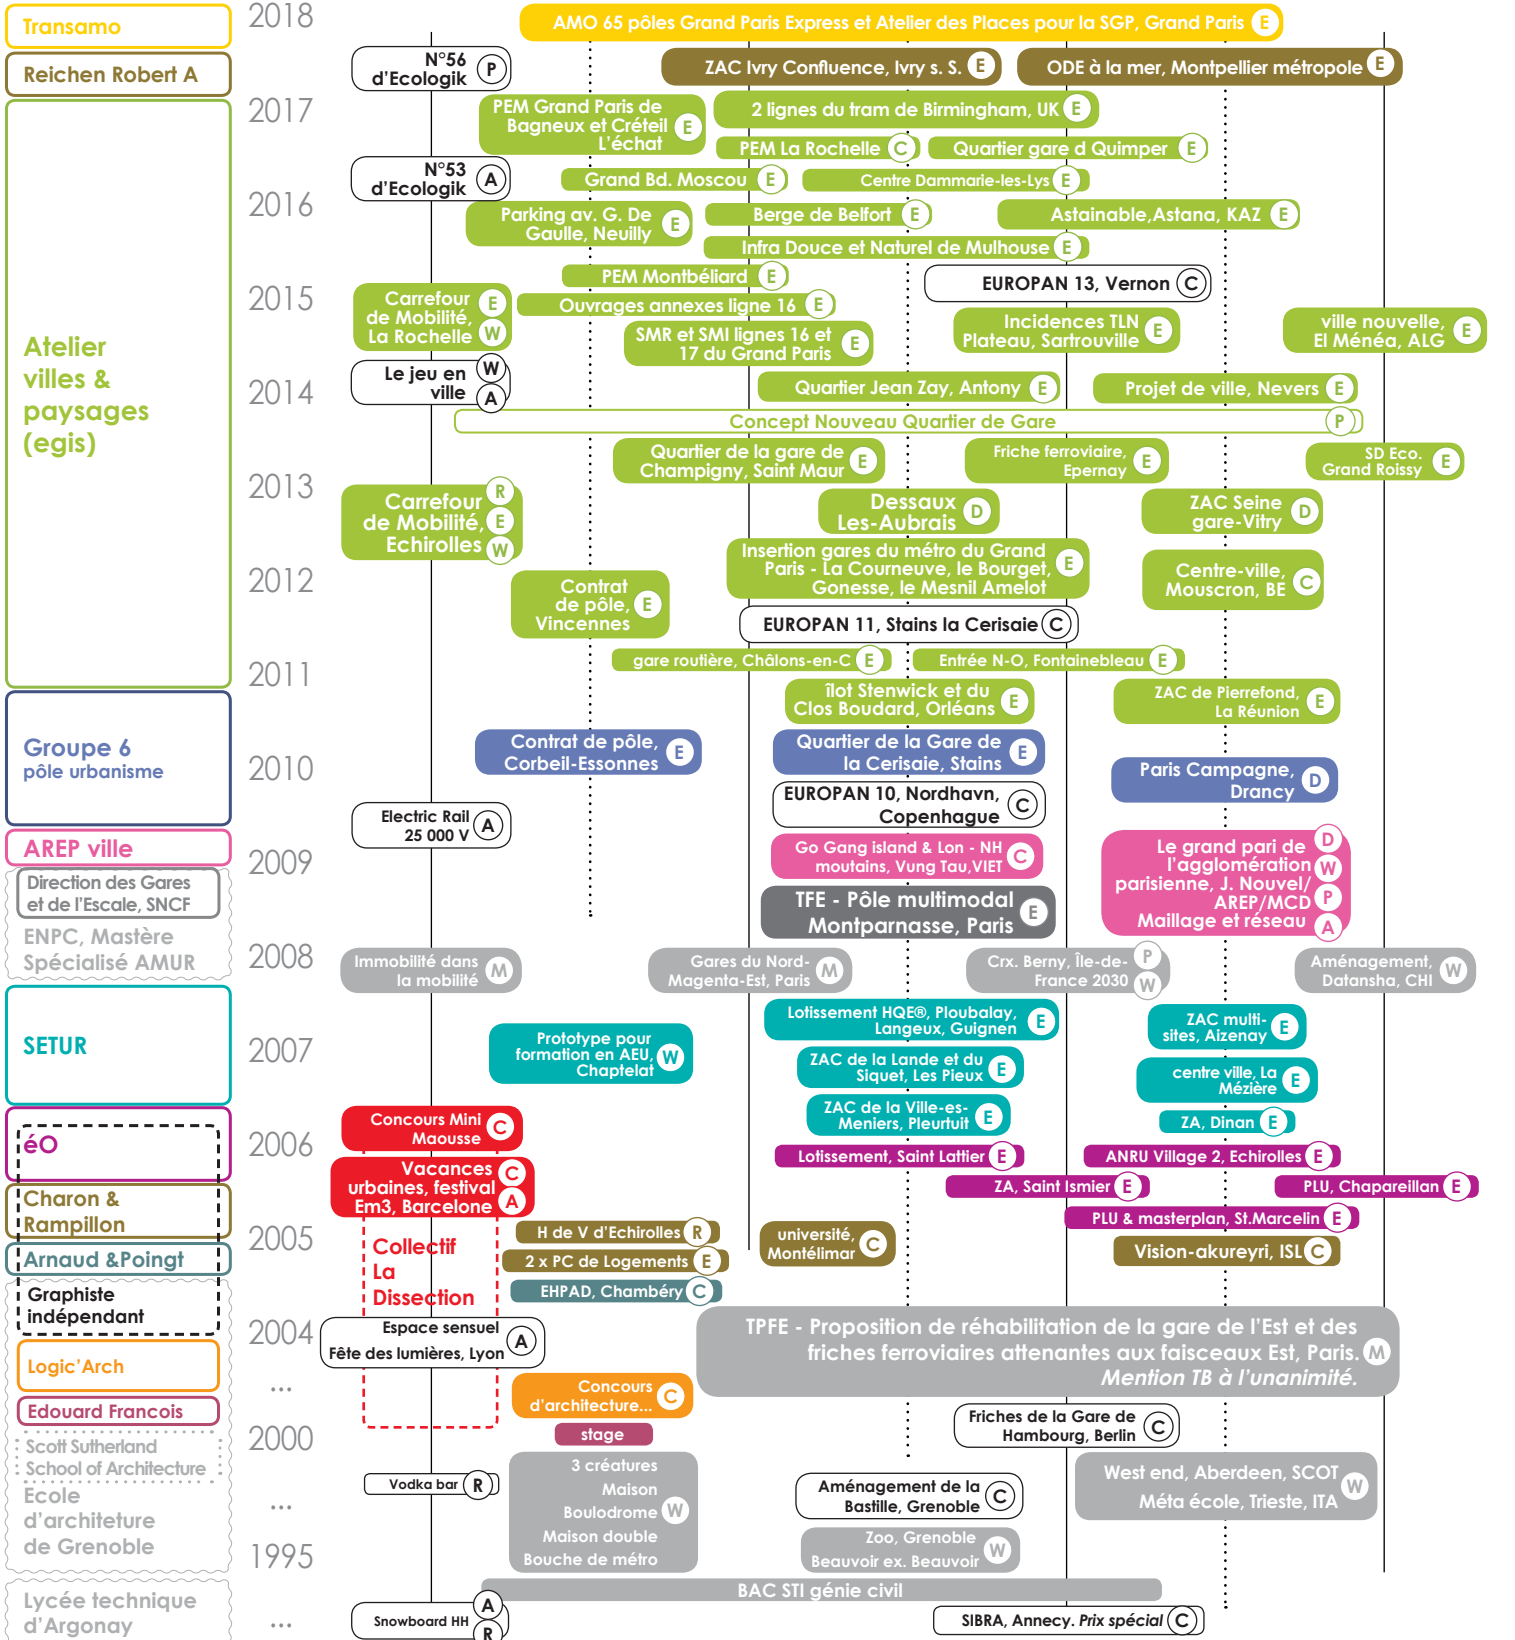 Transamo
2018
AMO 65 pôles Grand Paris Express et Atelier des Places pour la SGP, Grand Paris E
Reichen Robert A
N°56
d'Ecologik P
ZAC Ivry Confluence, Ivry s. S. E
ODE à la mer, Montpellier métropole E
2017
PEM Grand Paris de
Bagneux et Créteil
L'échat E
2 lignes du tram de Birmingham, UK E
PEM La Rochelle C
Quartier gare d Quimper E
N°53
d'Ecologik A
Grand Bd. Moscou E
Centre Dammarie-les-Lys E
2016
Parking av. G. De
Gaulle, Neuilly E
Berge de Belfort E
Astainable,Astana, KAZ E
Infra Douce et Naturel de Mulhouse E
PEM Montbéliard E
EUROPAN 13, Vernon C
2015
Carrefour
de Mobilité,
La Rochelle
E
W
Ouvrages annexes ligne 16 E
SMR et SMI lignes 16 et
17 du Grand Paris E
Incidences TLN
Plateau, Sartrouville E
ville nouvelle,
El Ménéa, ALG E
Atelier
villes &
paysages
(egis)
Le jeu en
ville
W
A
2014
Quartier Jean Zay, Antony E
Projet de ville, Nevers E
Concept Nouveau Quartier de Gare P
Quartier de la gare de
Champigny, Saint Maur E
Friche ferroviaire,
Epernay E
SD Eco.
Grand Roissy E
2013
Carrefour
de Mobilité,
Echirolles
R
E
W
Dessaux
Les-Aubrais D
ZAC Seine
gare-Vitry D
Insertion gares du métro du Grand
Paris - La Courneuve, le Bourget,
Gonesse, le Mesnil Amelot E
Centre-ville,
Mouscron, BE C
2012
Contrat
de pôle,
Vincennes E
EUROPAN 11, Stains la Cerisaie C
2011
gare routière, Châlons-en-C E
Entrée N-O, Fontainebleau E
îlot Stenwick et du
Clos Boudard, Orléans E
ZAC de Pierrefond,
La Réunion E
Groupe 6
pôle urbanisme
2010
Contrat de pôle,
Corbeil-Essonnes E
Quartier de la Gare de
la Cerisaie, Stains E
Paris Campagne,
Drancy D
EUROPAN 10, Nordhavn,
Copenhague C
Electric Rail
25 000 V A
AREP ville
2009
Go Gang island & Lon - NH
moutains, Vung Tau,VIET C
Le grand pari de
l'agglomération
parisienne, J. Nouvel/
AREP/MCD
Maillage et réseau
D
W
P
A
Direction des Gares
et de l'Escale, SNCF
TFE - Pôle multimodal
Montparnasse, Paris E
ENPC, Mastère
Spécialisé AMUR
2008
Immobilité dans
la mobilité M
Gares du Nord-
Magenta-Est, Paris M
Crx. Berny, Île-de-
France 2030
P
W
Aménagement,
Datansha, CHI W
SETUR
2007
Prototype pour
formation en AEU,
Chaptelat W
Lotissement HQE®, Ploubalay,
Langeux, Guignen E
ZAC multi-
sites, Aizenay E
ZAC de la Lande et du
Siquet, Les Pieux E
centre ville, La
Mézière E
ZAC de la Ville-es-
Meniers, Pleurtuit E
ZA, Dinan E
éO
2006
Concours Mini
Maousse C
Lotissement, Saint Lattier E
ANRU Village 2, Echirolles E
Vacances
urbaines, festival
Em3, Barcelone
C
A
ZA, Saint Ismier E
PLU, Chapareillan E
PLU & masterplan, St.Marcelin E
Charon &
Rampillon
2005
Collectif
La
Dissection
H de V d'Echirolles R
université,
Montélimar C
Vision-akureyri, ISL C
2 x PC de Logements E
Arnaud &Poingt
EHPAD, Chambéry C
Graphiste
indépendant
2004
Espace sensuel
Fête des lumières, Lyon A
TPFE - Proposition de réhabilitation de la gare de l'Est et des
friches ferroviaires attenantes aux faisceaux Est, Paris. M
Mention TB à l'unanimité.
Logic'Arch
...
Concours
d'architecture... C
Edouard Francois
2000
stage
Friches de la Gare de
Hambourg, Berlin C
Scott Sutherland
School of Architecture
Vodka bar R
3 créatures
Maison
Boulodrome
Maison double
Bouche de métro
W
Aménagement de la
Bastille, Grenoble C
West end, Aberdeen, SCOT
Méta école, Trieste, ITA W
Ecole
d'architeture
de Grenoble
...
Zoo, Grenoble
Beauvoir ex. Beauvoir W
1995
BAC STI génie civil
Lycée technique
d'Argonay
...
Snowboard HH
A
R
SIBRA, Annecy. Prix spécial C